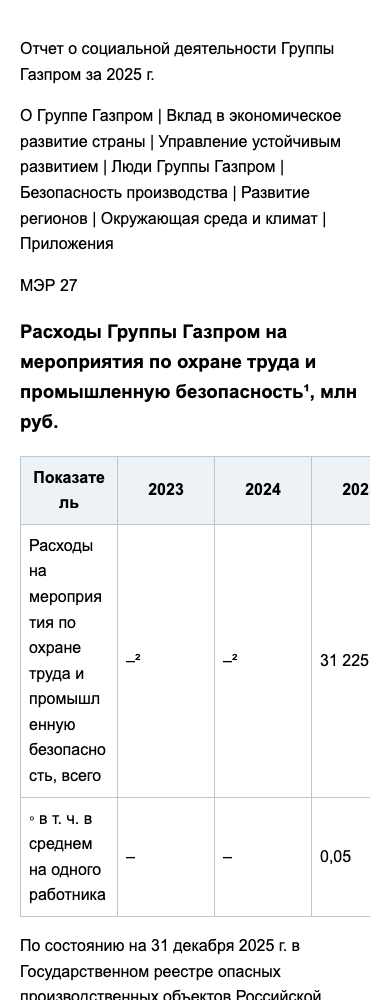 Отчет о социальной деятельности Группы
Газпром за 2025 г.
О Группе Газпром | Вклад в экономическое
развитие страны | Управление устойчивым
развитием | Люди Группы Газпром |
Безопасность производства | Развитие
регионов | Окружающая среда и климат |
Приложения
МЭР 27
Расходы Группы Газпром на
мероприятия по охране труда и
промышленную безопасность¹, млн
руб.
Показате
ль
2023
2024
202
Расходы
на
мероприя
тия по
охране
труда и
промышл
енную
безопасно
сть, всего
–²
–²
31 225
◦ в т. ч. в
среднем
на одного
работника
–
–
0,05
По состоянию на 31 декабря 2025 г. в
Государственном реестре опасных
производственных объектов Российской